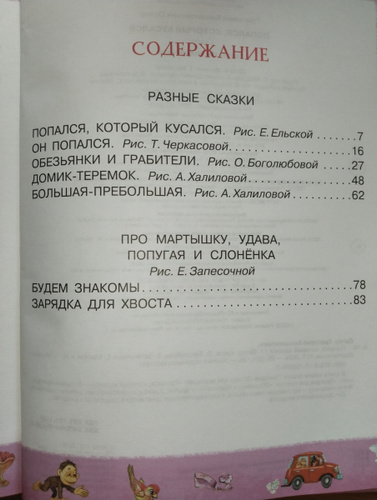 СОДЕРЖАНИЕ
РАЗНЫЕ СКАЗКИ
ПОПАЛСЯ, КОТОРЫЙ КУСАЛСЯ. Рис. Е. Ельской 7
ОН ПОПАЛСЯ. Рис. Т. Черкасовой 16
ОБЕЗЬЯНКИ И ГРАБИТЕЛИ. Рис. О. Боголюбовой 27
ДОМИК-ТЕРЕМОК. Рис. А. Халиловой 48
БОЛЬШАЯ-ПРЕБОЛЬШАЯ. Рис. А. Халиловой 62
ПРО МАРТЫШКУ, УДАВА,
ПОПУГАЯ И СЛОНЁНКА
Рис. Е. Запесочной
БУДЕМ ЗНАКОМЫ 78
ЗАРЯДКА ДЛЯ ХВОСТА 83